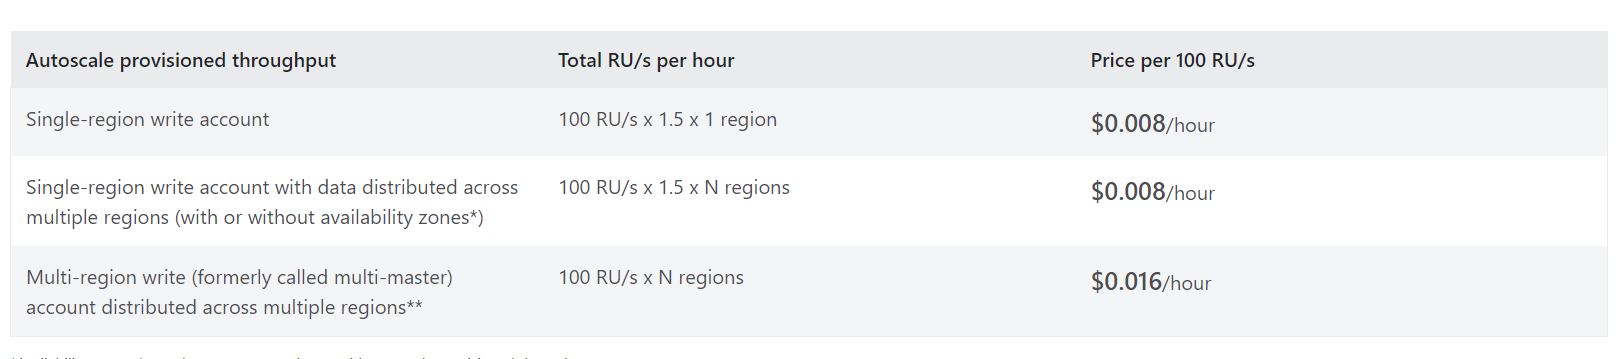 Autoscale provisioned throughput Total RU/s per hour Price per 100 RU/s
Single-region write account 100 RU/s x 1.5 x 1 region $0.008/hour
Single-region write account with data distributed across 100 RU/s x 1.5 x N regions $0.008/hour
multiple regions (with or without availability zones*)
Multi-region write (formerly called multi-master) 100 RU/s x N regions $0.016/hour
account distributed across multiple regions**